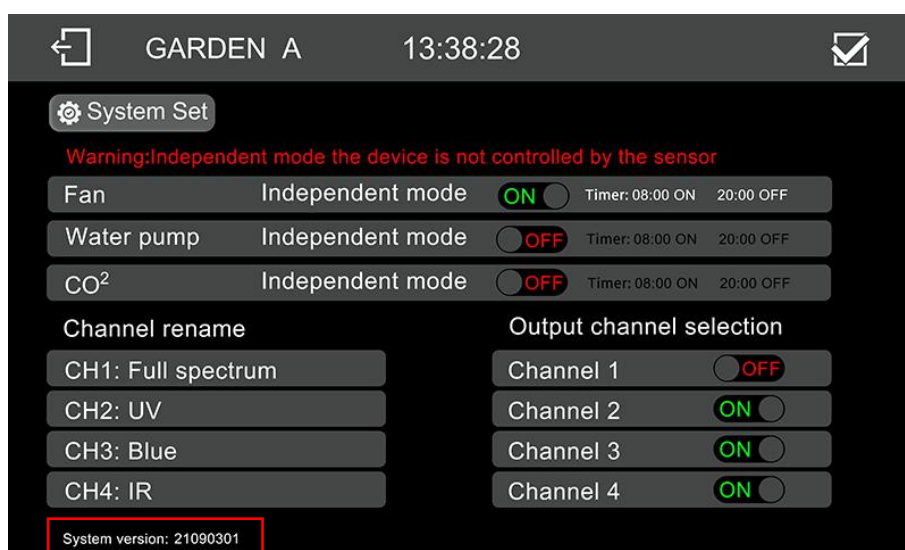 GARDEN A 13:38:28
System Set
Warning:Independent mode the device is not controlled by the sensor
Fan Independent mode ON Timer: 08:00 ON 20:00 OFF
Water pump Independent mode OFF Timer: 08:00 ON 20:00 OFF
CO² Independent mode OFF Timer: 08:00 ON 20:00 OFF
Channel rename Output channel selection
CH1: Full spectrum Channel 1 OFF
CH2: UV Channel 2 ON
CH3: Blue Channel 3 ON
CH4: IR Channel 4 ON
System version: 21090301